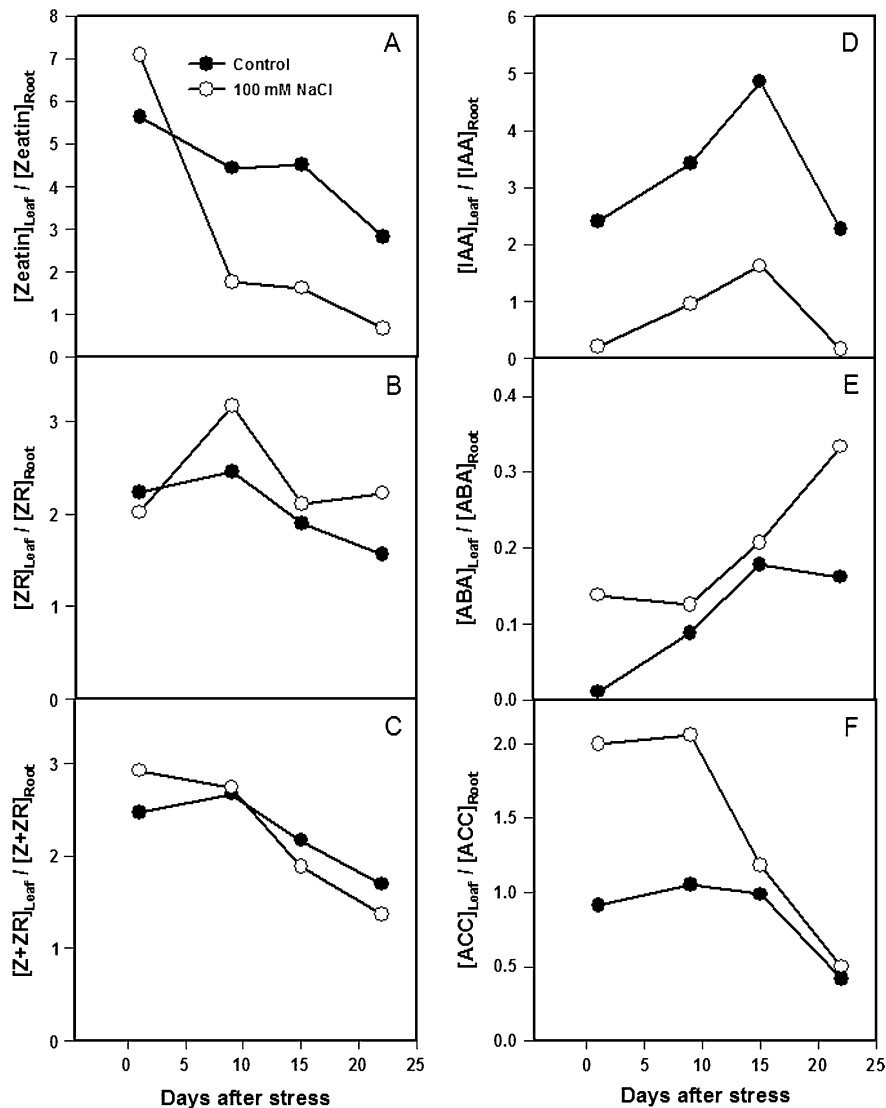 A
Control
100 mM NaCl
8
7
6
5
4
3
2
1
0
[Zeatin]Leaf / [Zeatin]Root
B
3
2
1
0
[ZR]Leaf / [ZR]Root
C
3
2
1
0
[Z+ZR]Leaf / [Z+ZR]Root
0 5 10 15 20 25
Days after stress
D
6
5
4
3
2
1
0
[IAA]Leaf / [IAA]Root
E
0.4
0.3
0.2
0.1
0.0
[ABA]Leaf / [ABA]Root
F
2.0
1.5
1.0
0.5
0.0
[ACC]Leaf / [ACC]Root
0 5 10 15 20 25
Days after stress